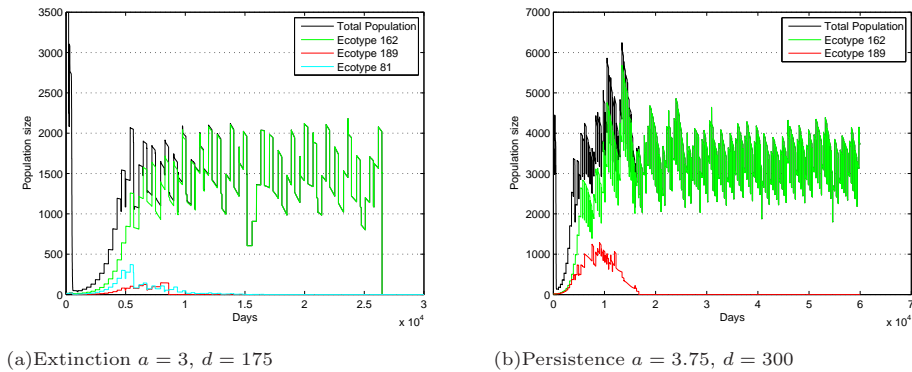 3500
3000
2500
2000
1500
1000
500
0
Population size
0
0.5
1
1.5
2
2.5
3
x 10^4
Days
Total Population
Ecotype 162
Ecotype 189
Ecotype 81
(a)Extinction a = 3, d = 175
7000
6000
5000
4000
3000
2000
1000
0
Population size
0
1
2
3
4
5
6
7
x 10^4
Days
Total Population
Ecotype 162
Ecotype 189
(b)Persistence a = 3.75, d = 300